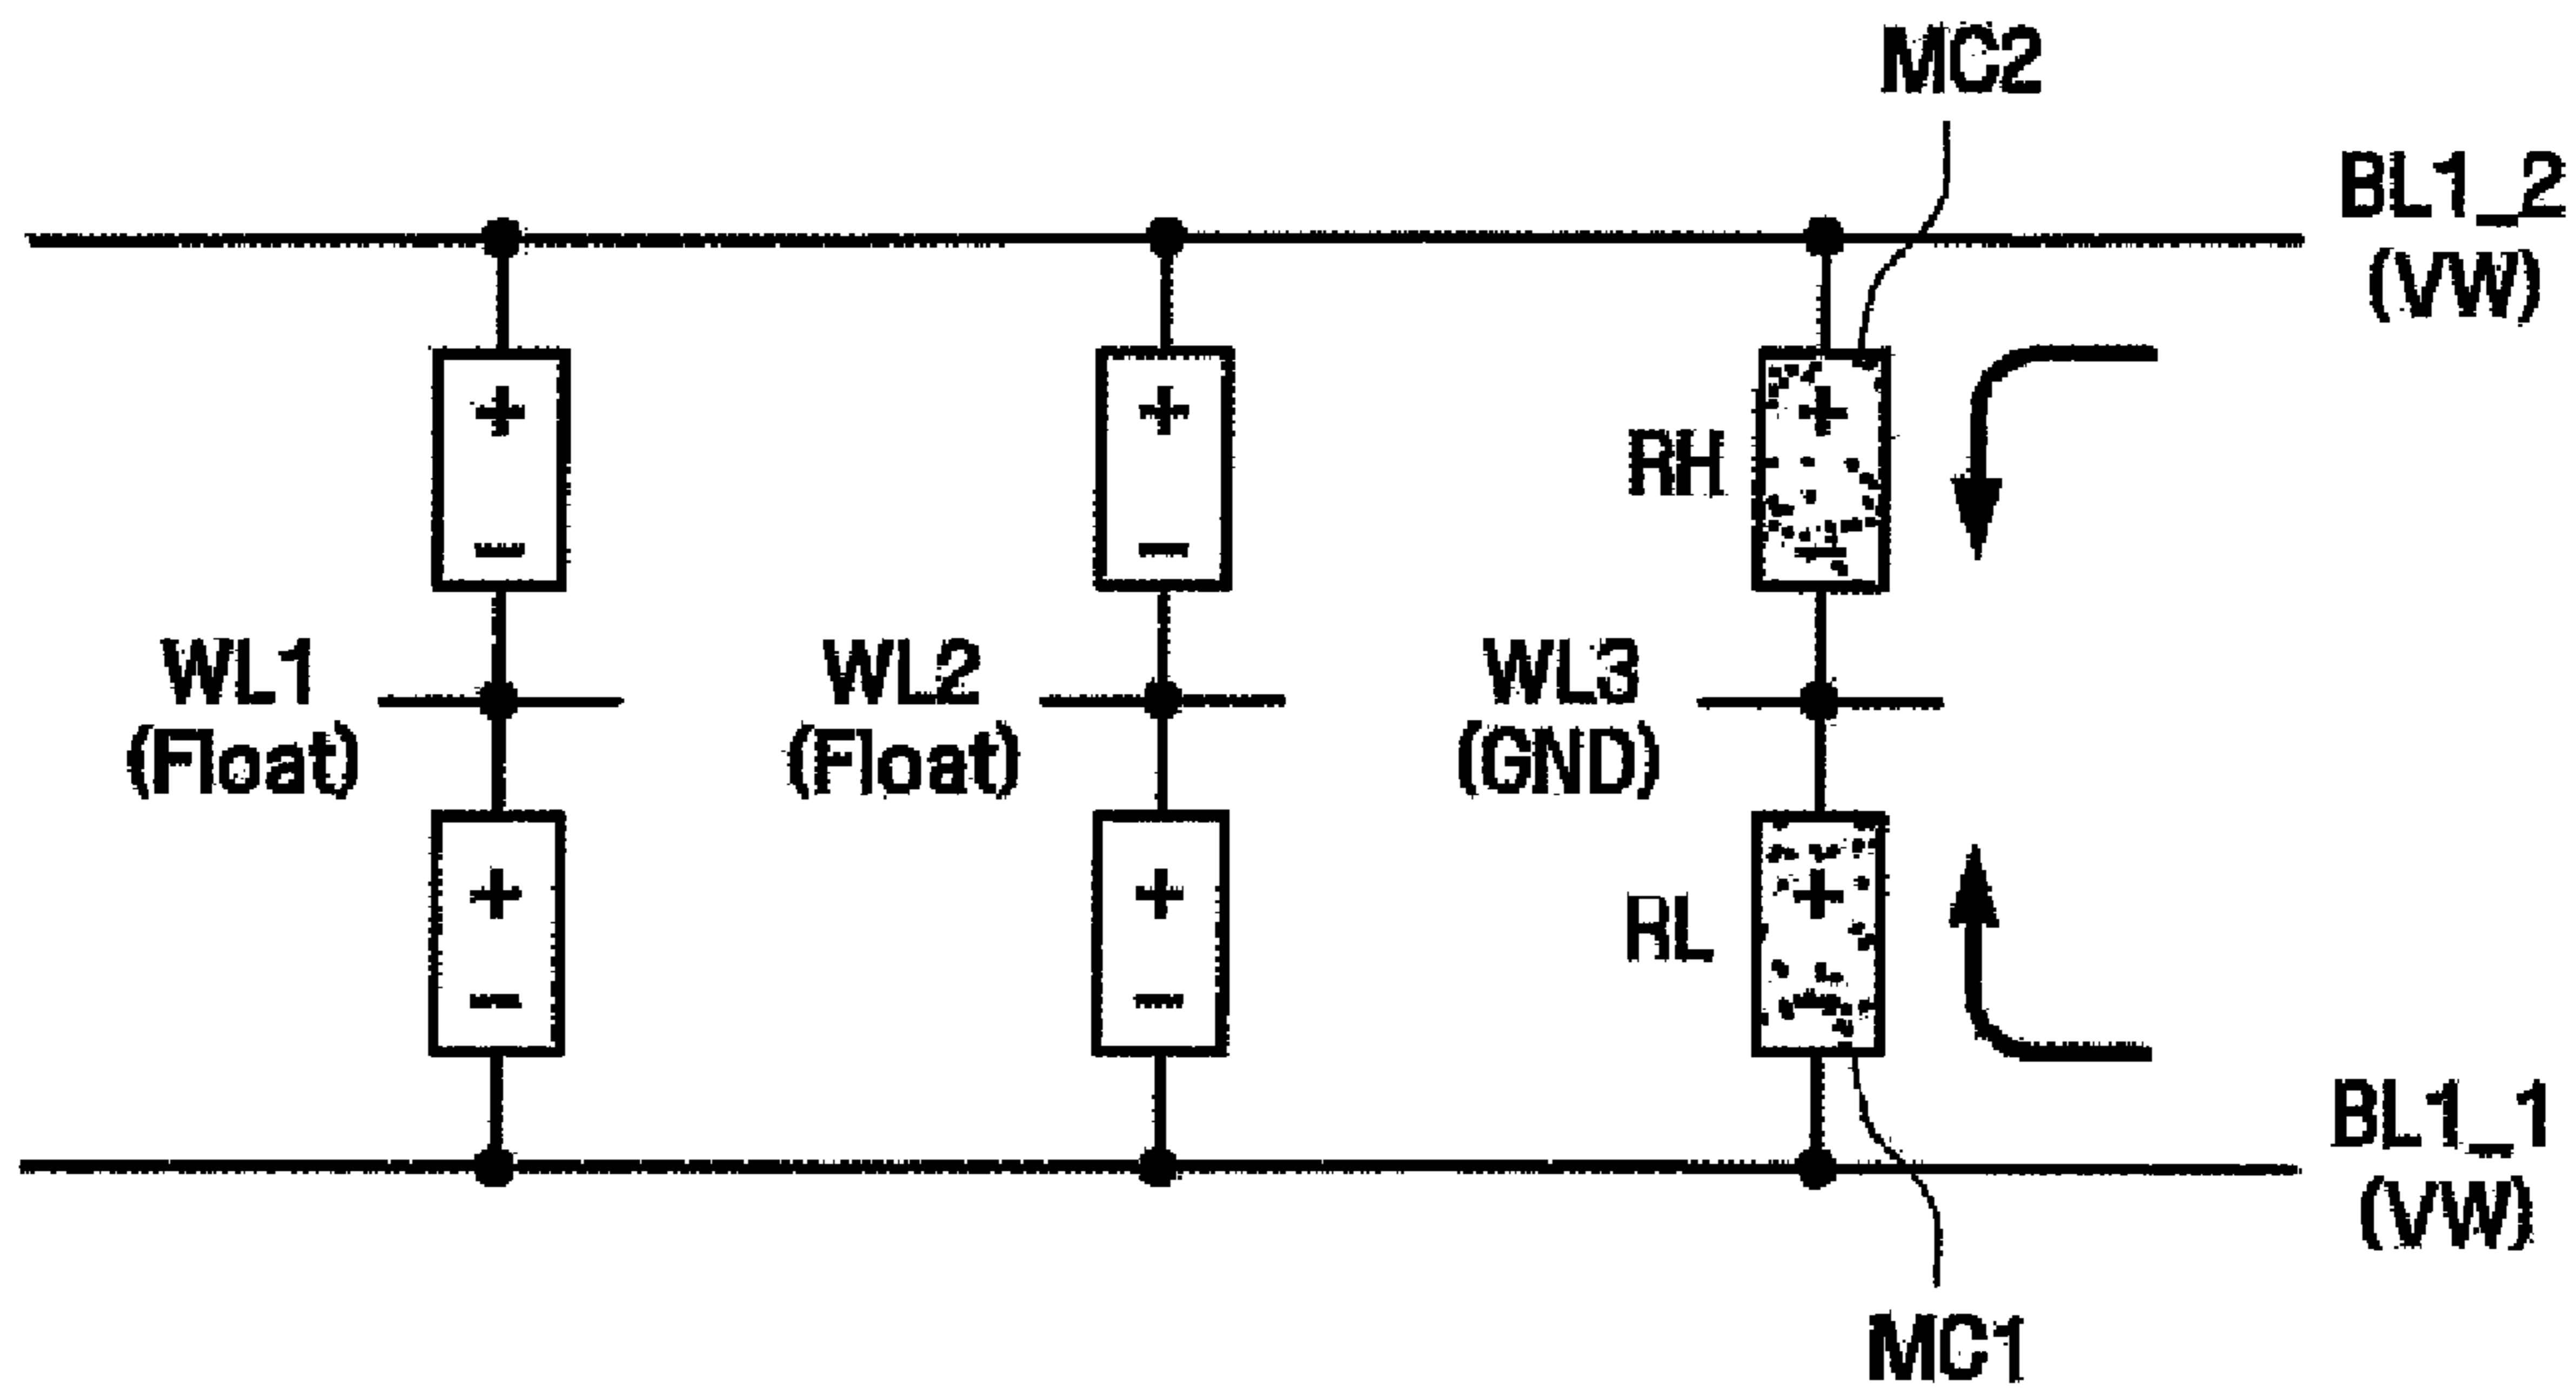 MC2
BL1_2
(VW)
+
+
+
RH
−
−
−
WL1
(Float)
WL2
(Float)
WL3
(GND)
+
+
+
RL
−
−
−
BL1_1
(VW)
MC1